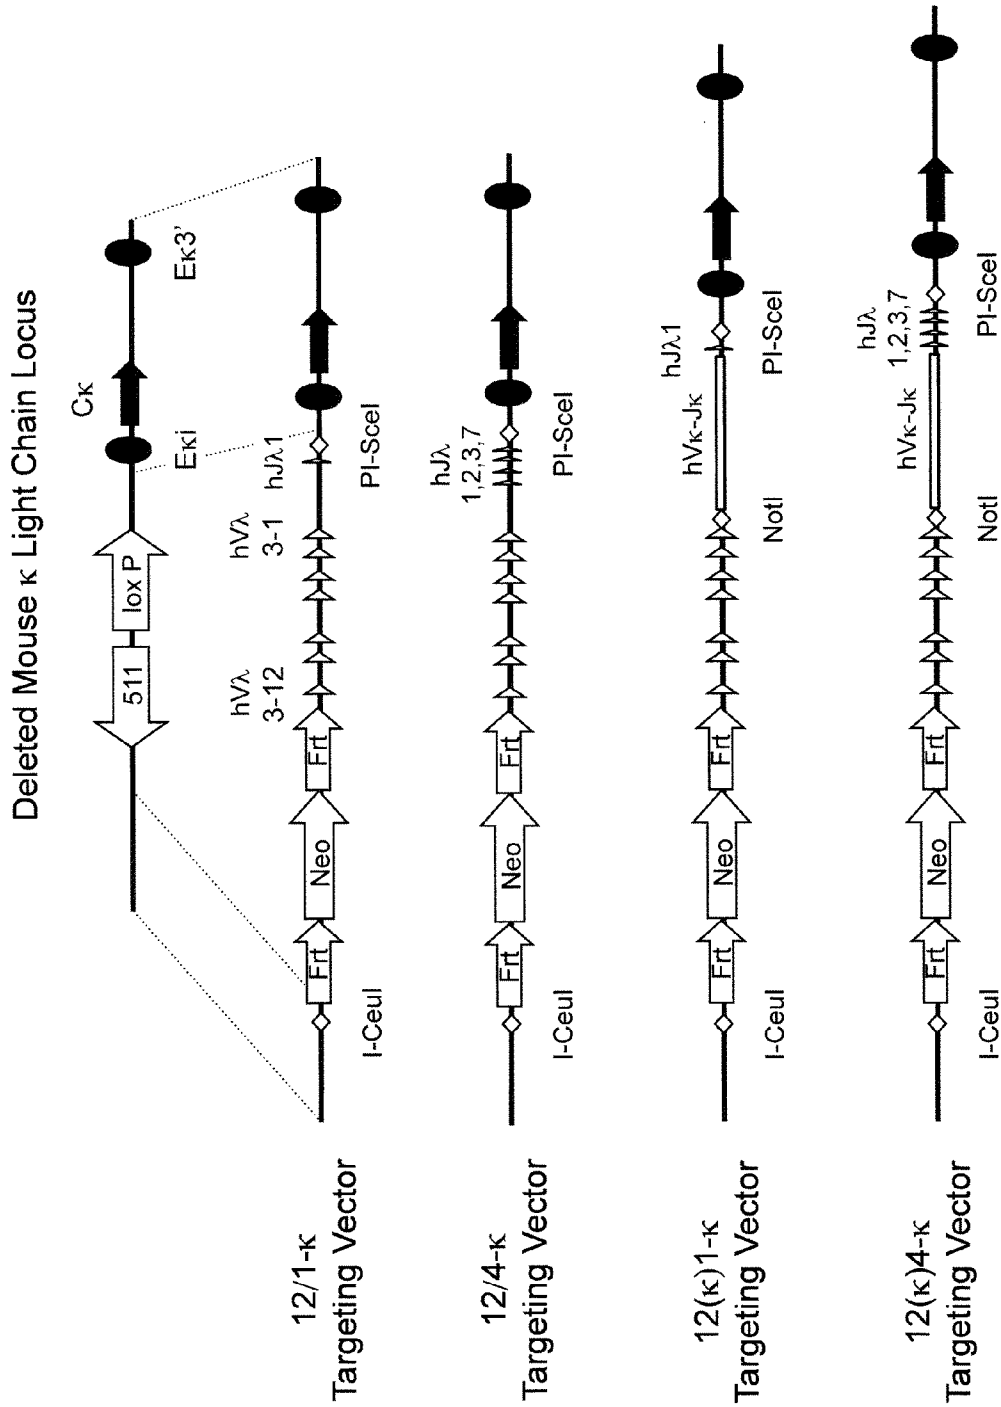 Deleted Mouse κ Light Chain Locus
511
lox P
Cκ
Eκi
Eκ3'
12/1-κ
Targeting Vector
I-CeuI
Frt
Neo
Frt
hVλ
3-12
hVλ
3-1
hJλ1
PI-SceI
12/4-κ
Targeting Vector
I-CeuI
Frt
Neo
Frt
hJλ
1,2,3,7
PI-SceI
12(κ)1-κ
Targeting Vector
I-CeuI
Frt
Neo
Frt
NotI
hVκ-Jκ
hJλ1
PI-SceI
12(κ)4-κ
Targeting Vector
I-CeuI
Frt
Neo
Frt
NotI
hVκ-Jκ
hJλ
1,2,3,7
PI-SceI